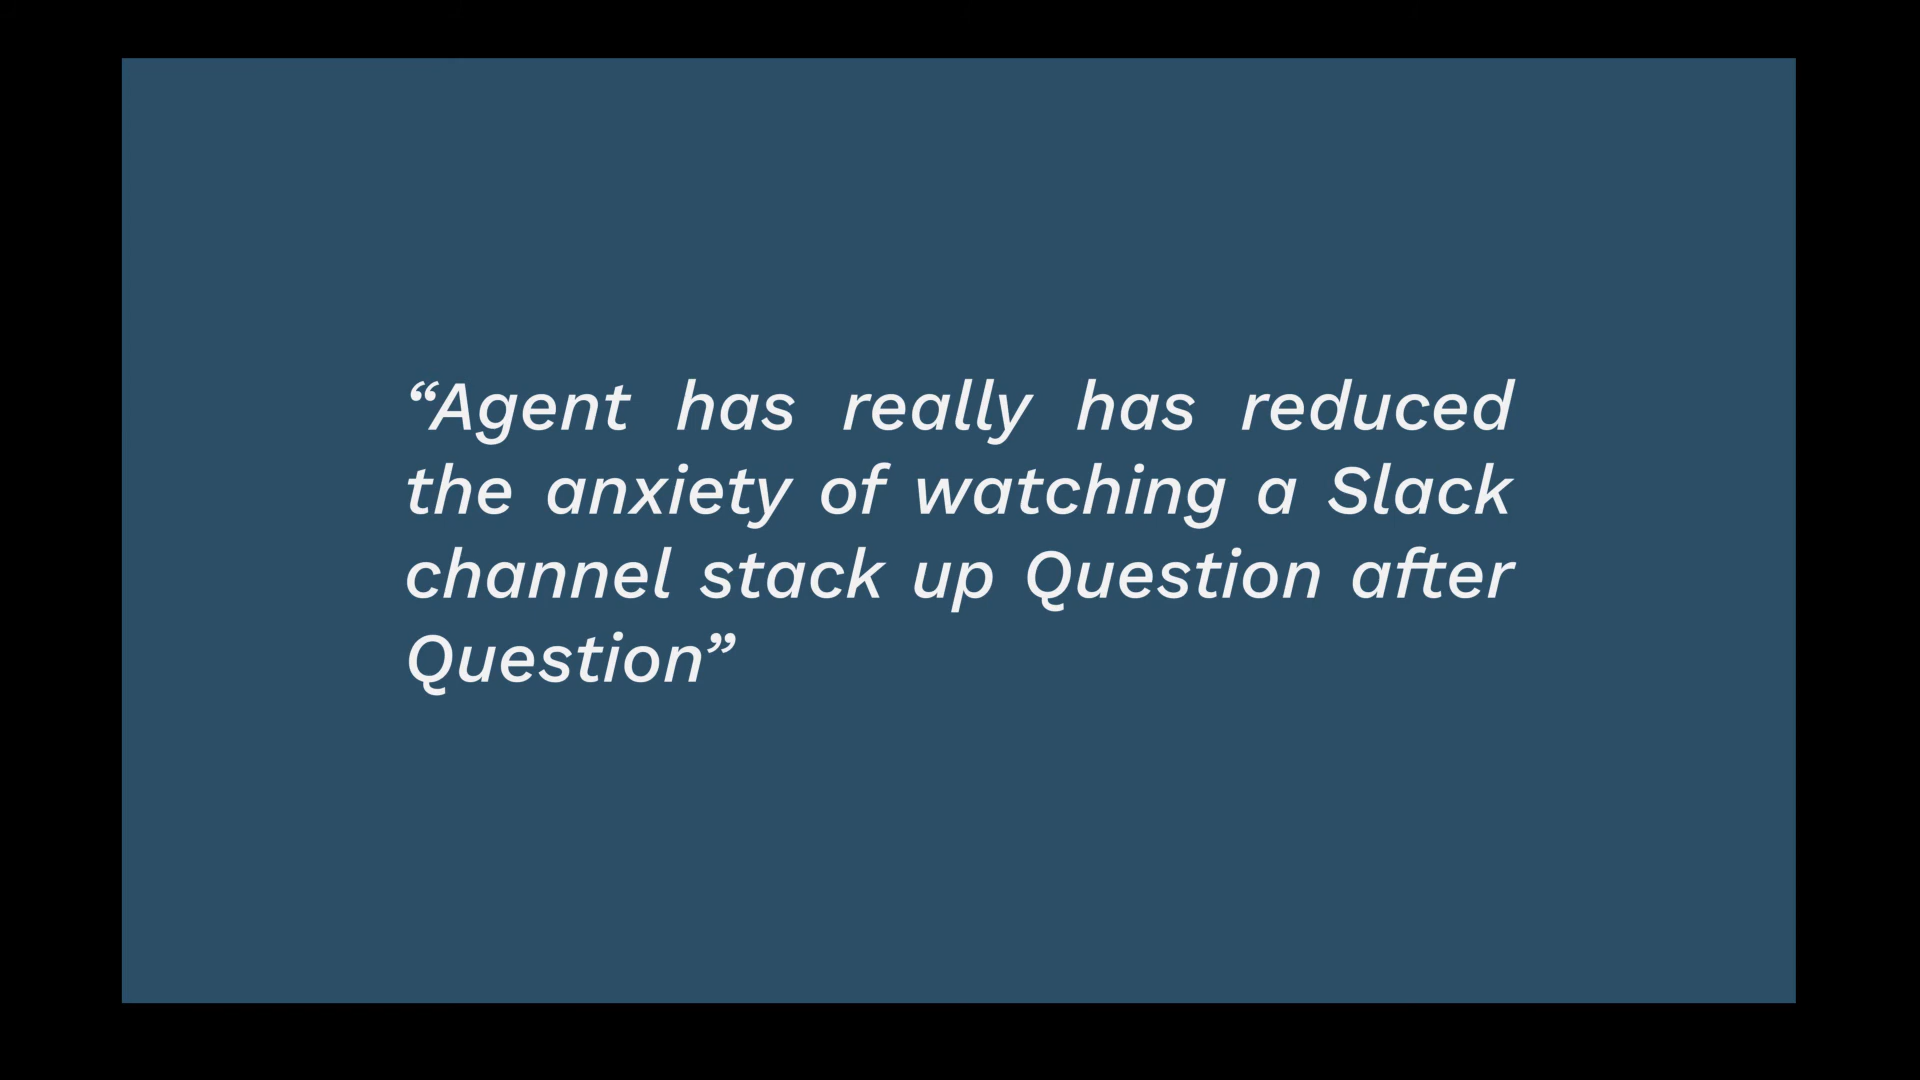 “Agent has really has reduced
the anxiety of watching a Slack
channel stack up Question after
Question”